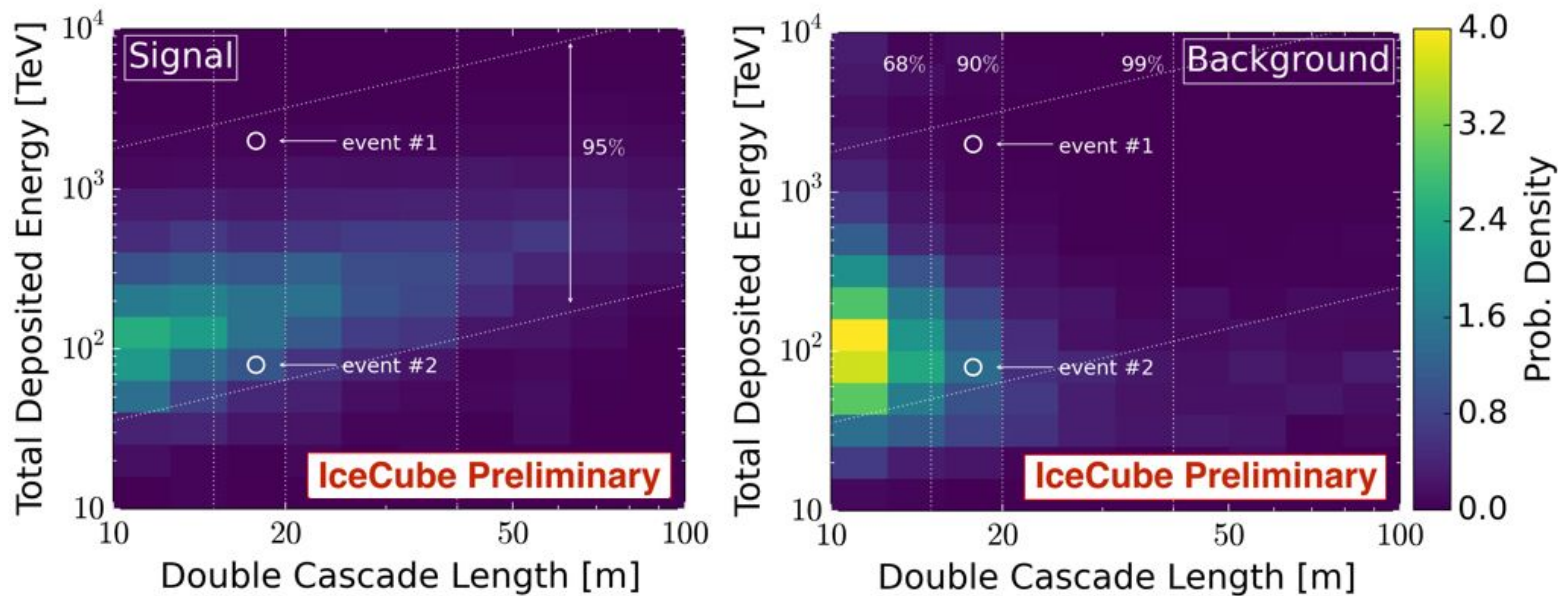 Signal
event #1
95%
event #2
IceCube Preliminary
10⁴
10³
10²
10
10
20
50
100
Total Deposited Energy [TeV]
Double Cascade Length [m]
68%
90%
99%
Background
event #1
event #2
IceCube Preliminary
10⁴
10³
10²
10
10
20
50
100
Total Deposited Energy [TeV]
Double Cascade Length [m]
4.0
3.2
2.4
1.6
0.8
0.0
Prob. Density